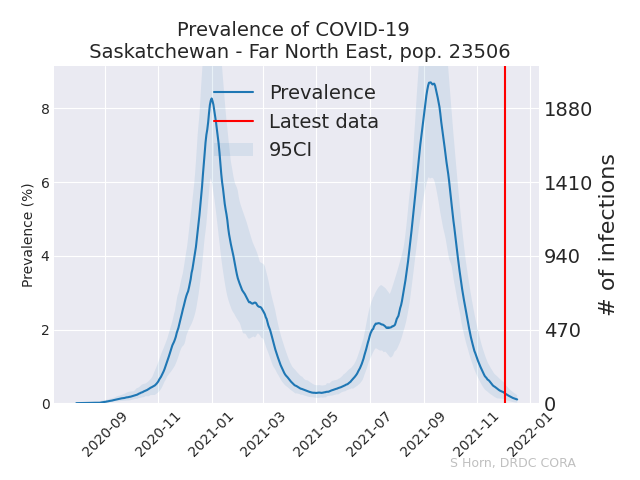 Prevalence of COVID-19
Saskatchewan - Far North East, pop. 23506
Prevalence
Latest data
95CI
Prevalence (%)
8
6
4
2
0
1880
1410
940
470
0
# of infections
2020-09
2020-11
2021-01
2021-03
2021-05
2021-07
2021-09
2021-11
2022-01
S Horn, DRDC CORA